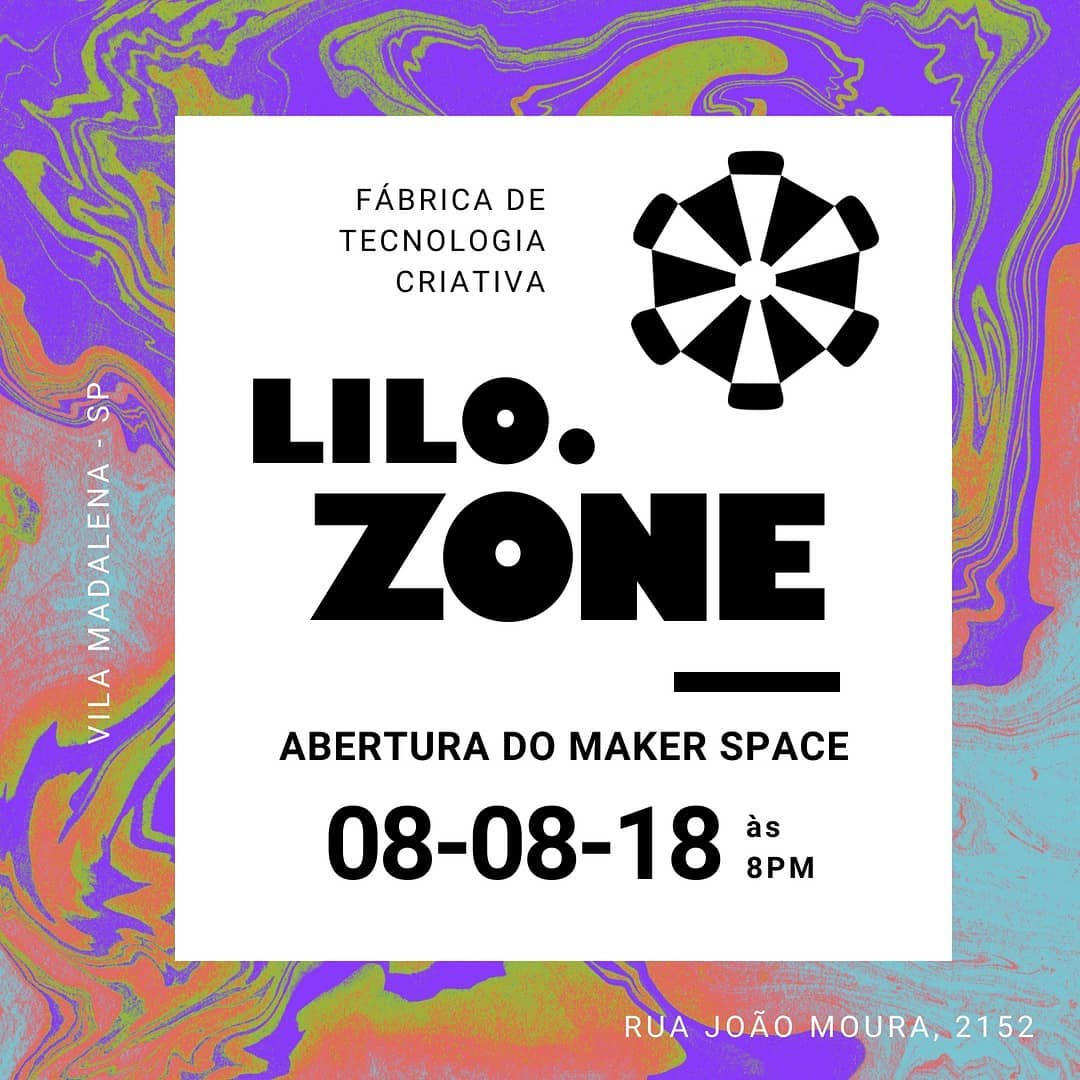 FÁBRICA DE
TECNOLOGIA
CRIATIVA
LILO.
ZONE
VILA MADALENA - SP
ABERTURA DO MAKER SPACE
08-08-18 às
8PM
RUA JOÃO MOURA, 2152